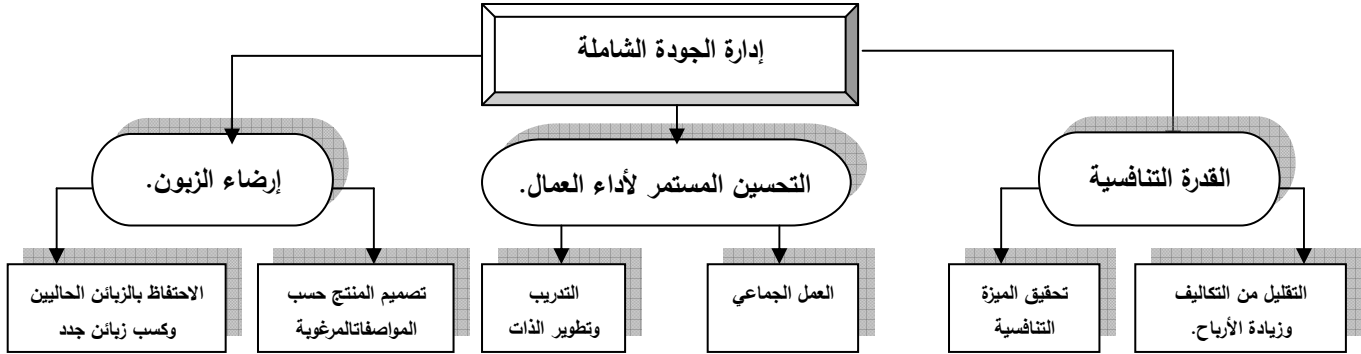 إدارة الجودة الشاملة
القدرة التنافسية
التحسين المستمر لأداء العمال.
إرضاء الزبون.
التقليل من التكاليف
وزيادة الأرباح.
تحقيق الميزة
التنافسية
العمل الجماعي
التدريب
وتطوير الذات
تصميم المنتج حسب
المواصفاتالمرغوبة
الاحتفاظ بالزبائن الحاليين
وكسب زبائن جدد